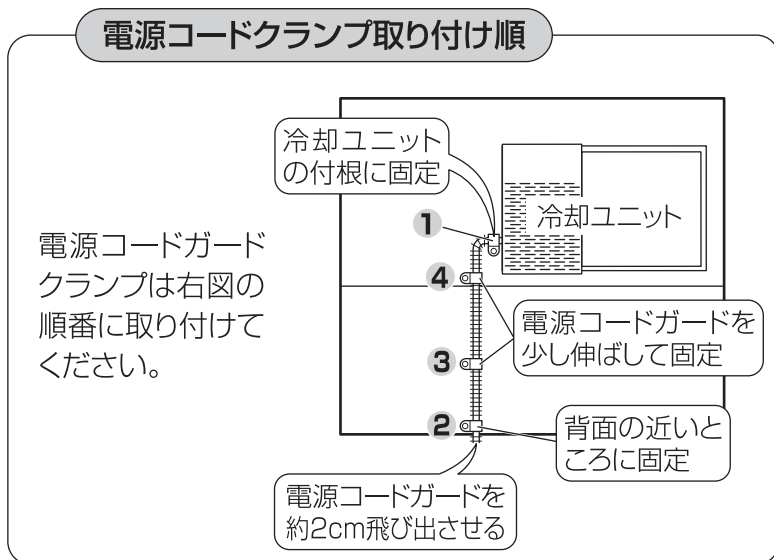 電源コードクランプ取り付け順
電源コードガード
クランプは右図の
順番に取り付けて
ください。
冷却ユニット
の付根に固定
冷却ユニット
1
4
電源コードガードを
少し伸ばして固定
3
2
背面の近いと
ころに固定
電源コードガードを
約2cm飛び出させる